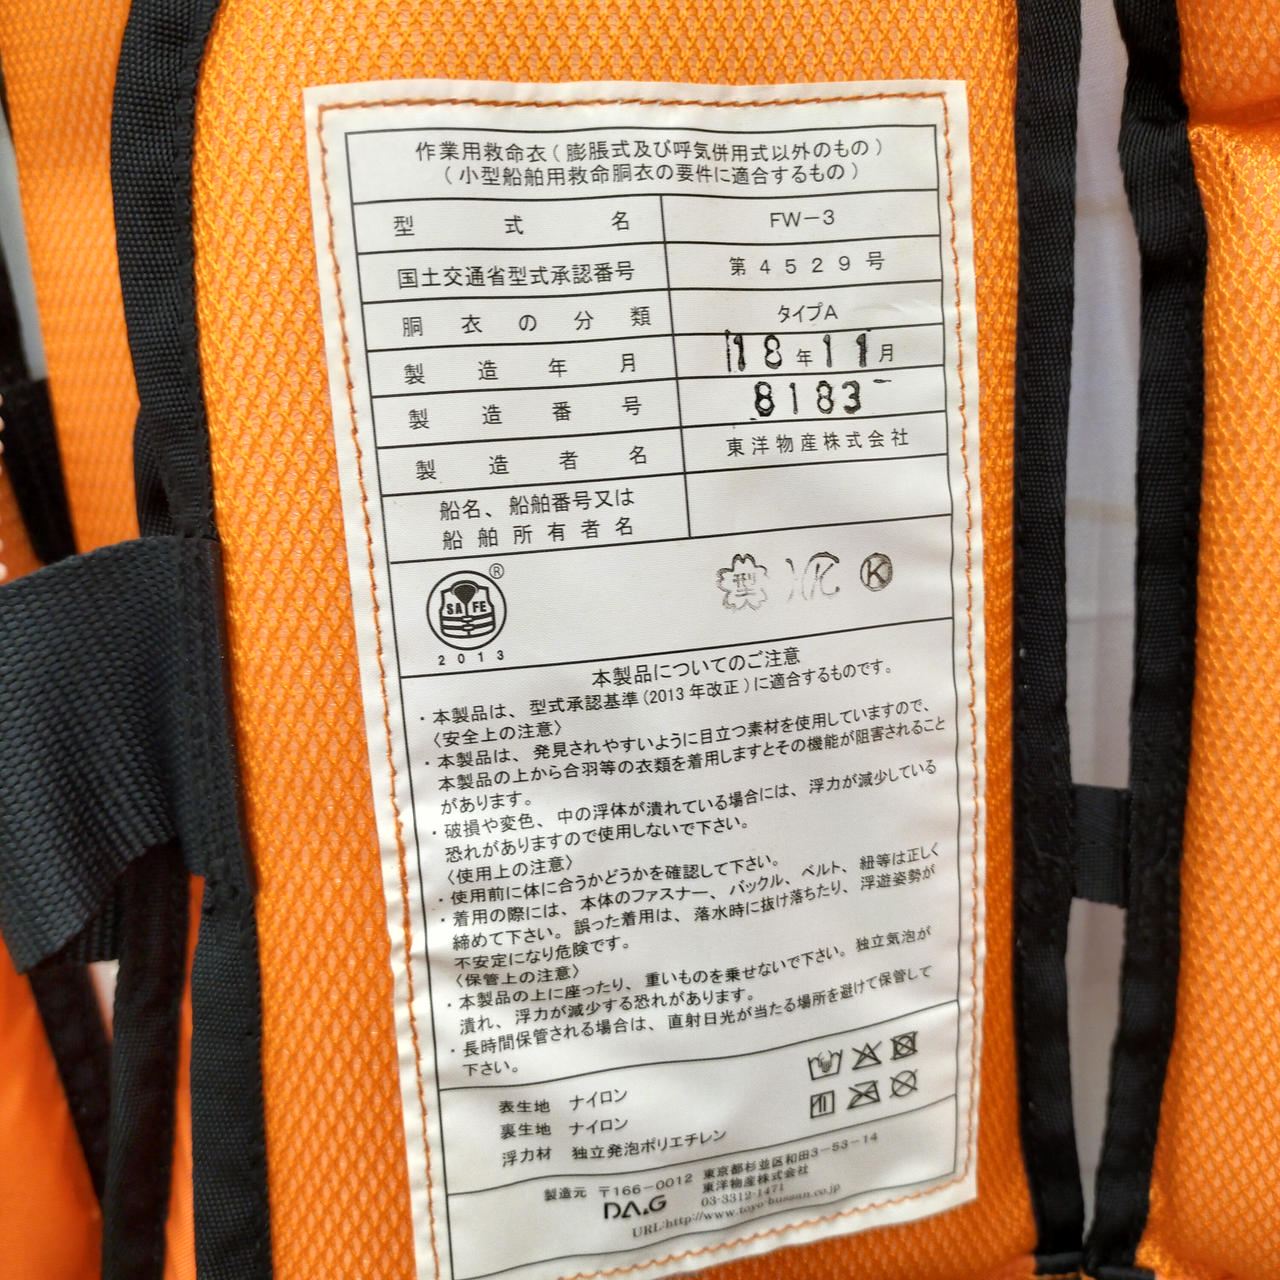 作業用救命衣（膨脹式及び呼気併用式以外のもの）
（小型船舶用救命胴衣の要件に適合するもの）
型式名 FW-3
国土交通省型式承認番号 第4529号
胴衣の分類 タイプA
製造年月 18年11月
製造番号 8183
製造者名 東洋物産株式会社
船名、船舶番号又は
船舶所有者名
SAFE ®
2013
型 K
本製品についてのご注意
・本製品は、型式承認基準(2013年改正)に適合するものです。
〈安全上の注意〉
・本製品は、発見されやすいように目立つ素材を使用していますので、
本製品の上から合羽等の衣類を着用しますとその機能が阻害されること
があります。
・破損や変色、中の浮体が潰れている場合には、浮力が減少している
恐れがありますので使用しないで下さい。
〈使用上の注意〉
・使用前に体に合うかどうかを確認して下さい。
・着用の際には、本体のファスナー、バックル、ベルト、紐等は正しく
締めて下さい。誤った着用は、落水時に抜け落ちたり、浮遊姿勢が
不安定になり危険です。
〈保管上の注意〉
・本製品の上に座ったり、重いものを乗せないで下さい。独立気泡が
潰れ、浮力が減少する恐れがあります。
・長時間保管される場合は、直射日光が当たる場所を避けて保管して
下さい。
表生地 ナイロン
裏生地 ナイロン
浮力材 独立発泡ポリエチレン
製造元 〒166-0012 東京都杉並区和田3-53-14
DA.G 東洋物産株式会社
03-3312-1471
URL:http://www.toyo-bussan.co.jp